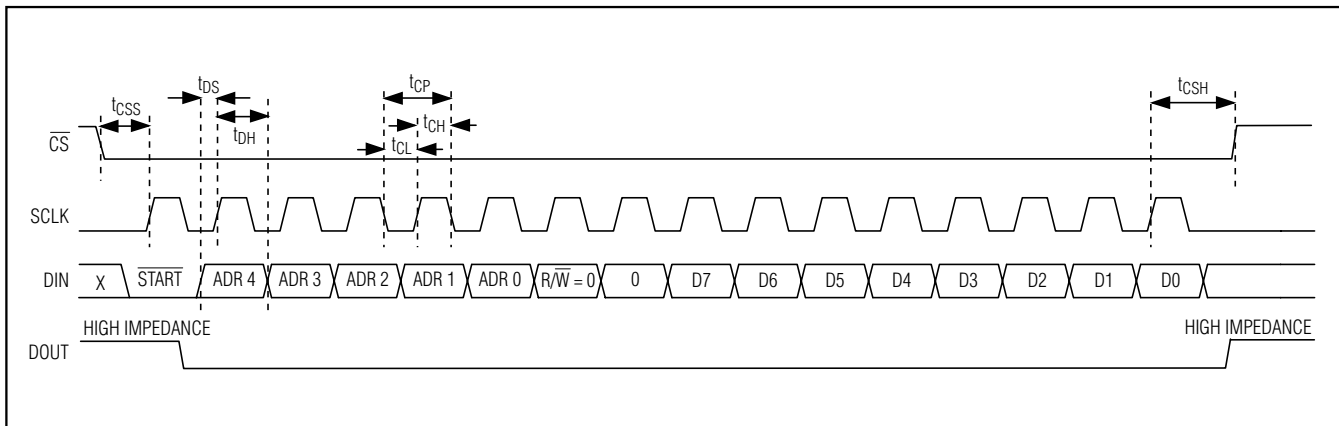 tDS tCP tCSH
tCSS tCH
tDH tCL
CS
SCLK
DIN X START ADR 4 ADR 3 ADR 2 ADR 1 ADR 0 R/W = 0 0 D7 D6 D5 D4 D3 D2 D1 D0
HIGH IMPEDANCE HIGH IMPEDANCE
DOUT